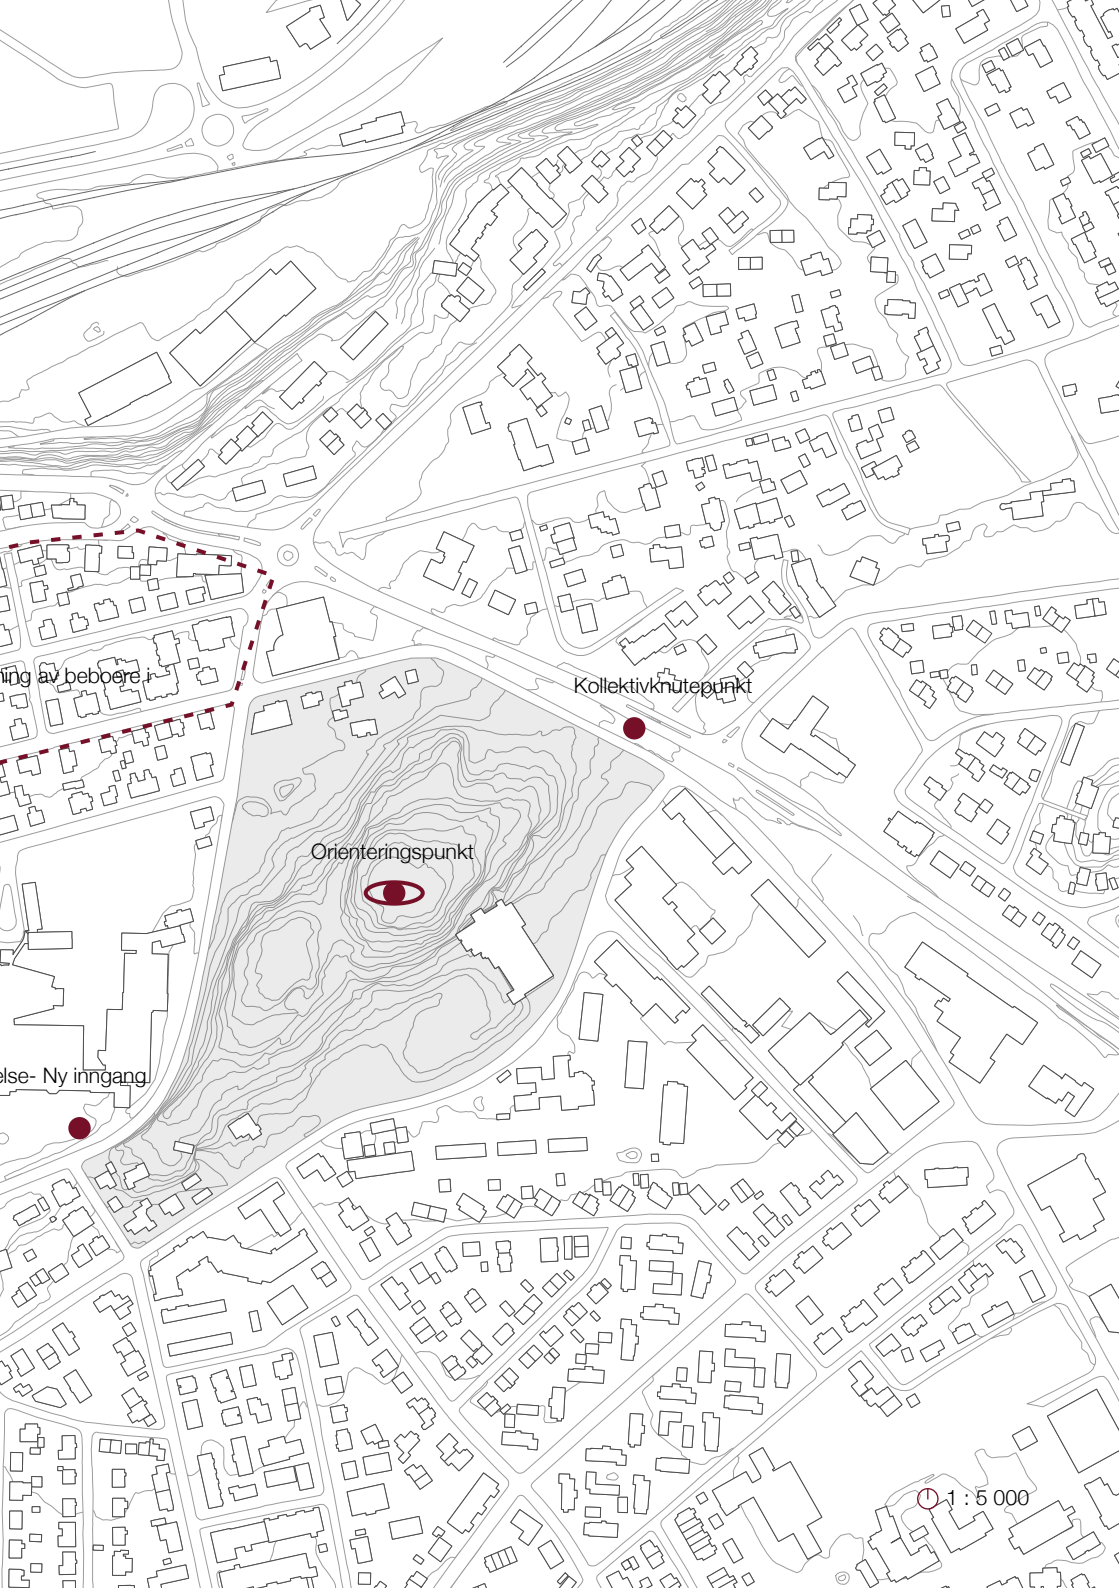 ning av beboere i
Kollektivknutepunkt
Orienteringspunkt
else- Ny inngang
1 : 5 000